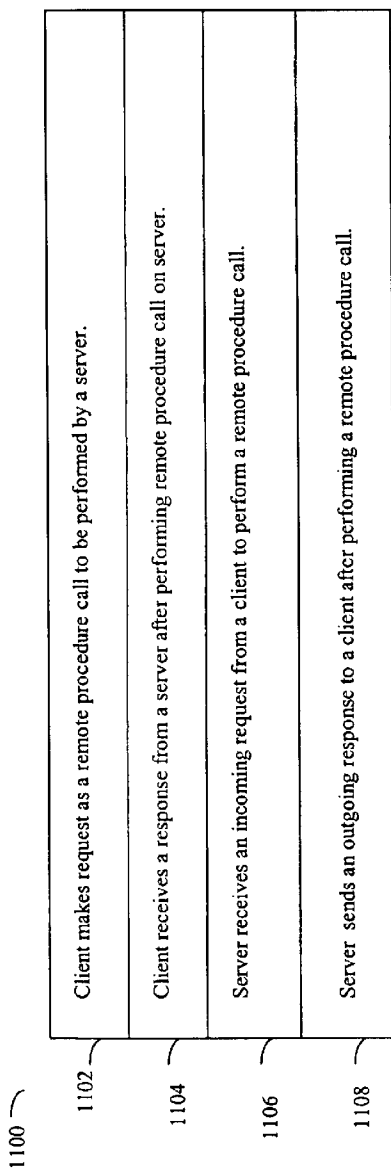 1100
1102
Client makes request as a remote procedure call to be performed by a server.
1104
Client receives a response from a server after performing remote procedure call on server.
1106
Server receives an incoming request from a client to perform a remote procedure call.
1108
Server sends an outgoing response to a client after performing a remote procedure call.